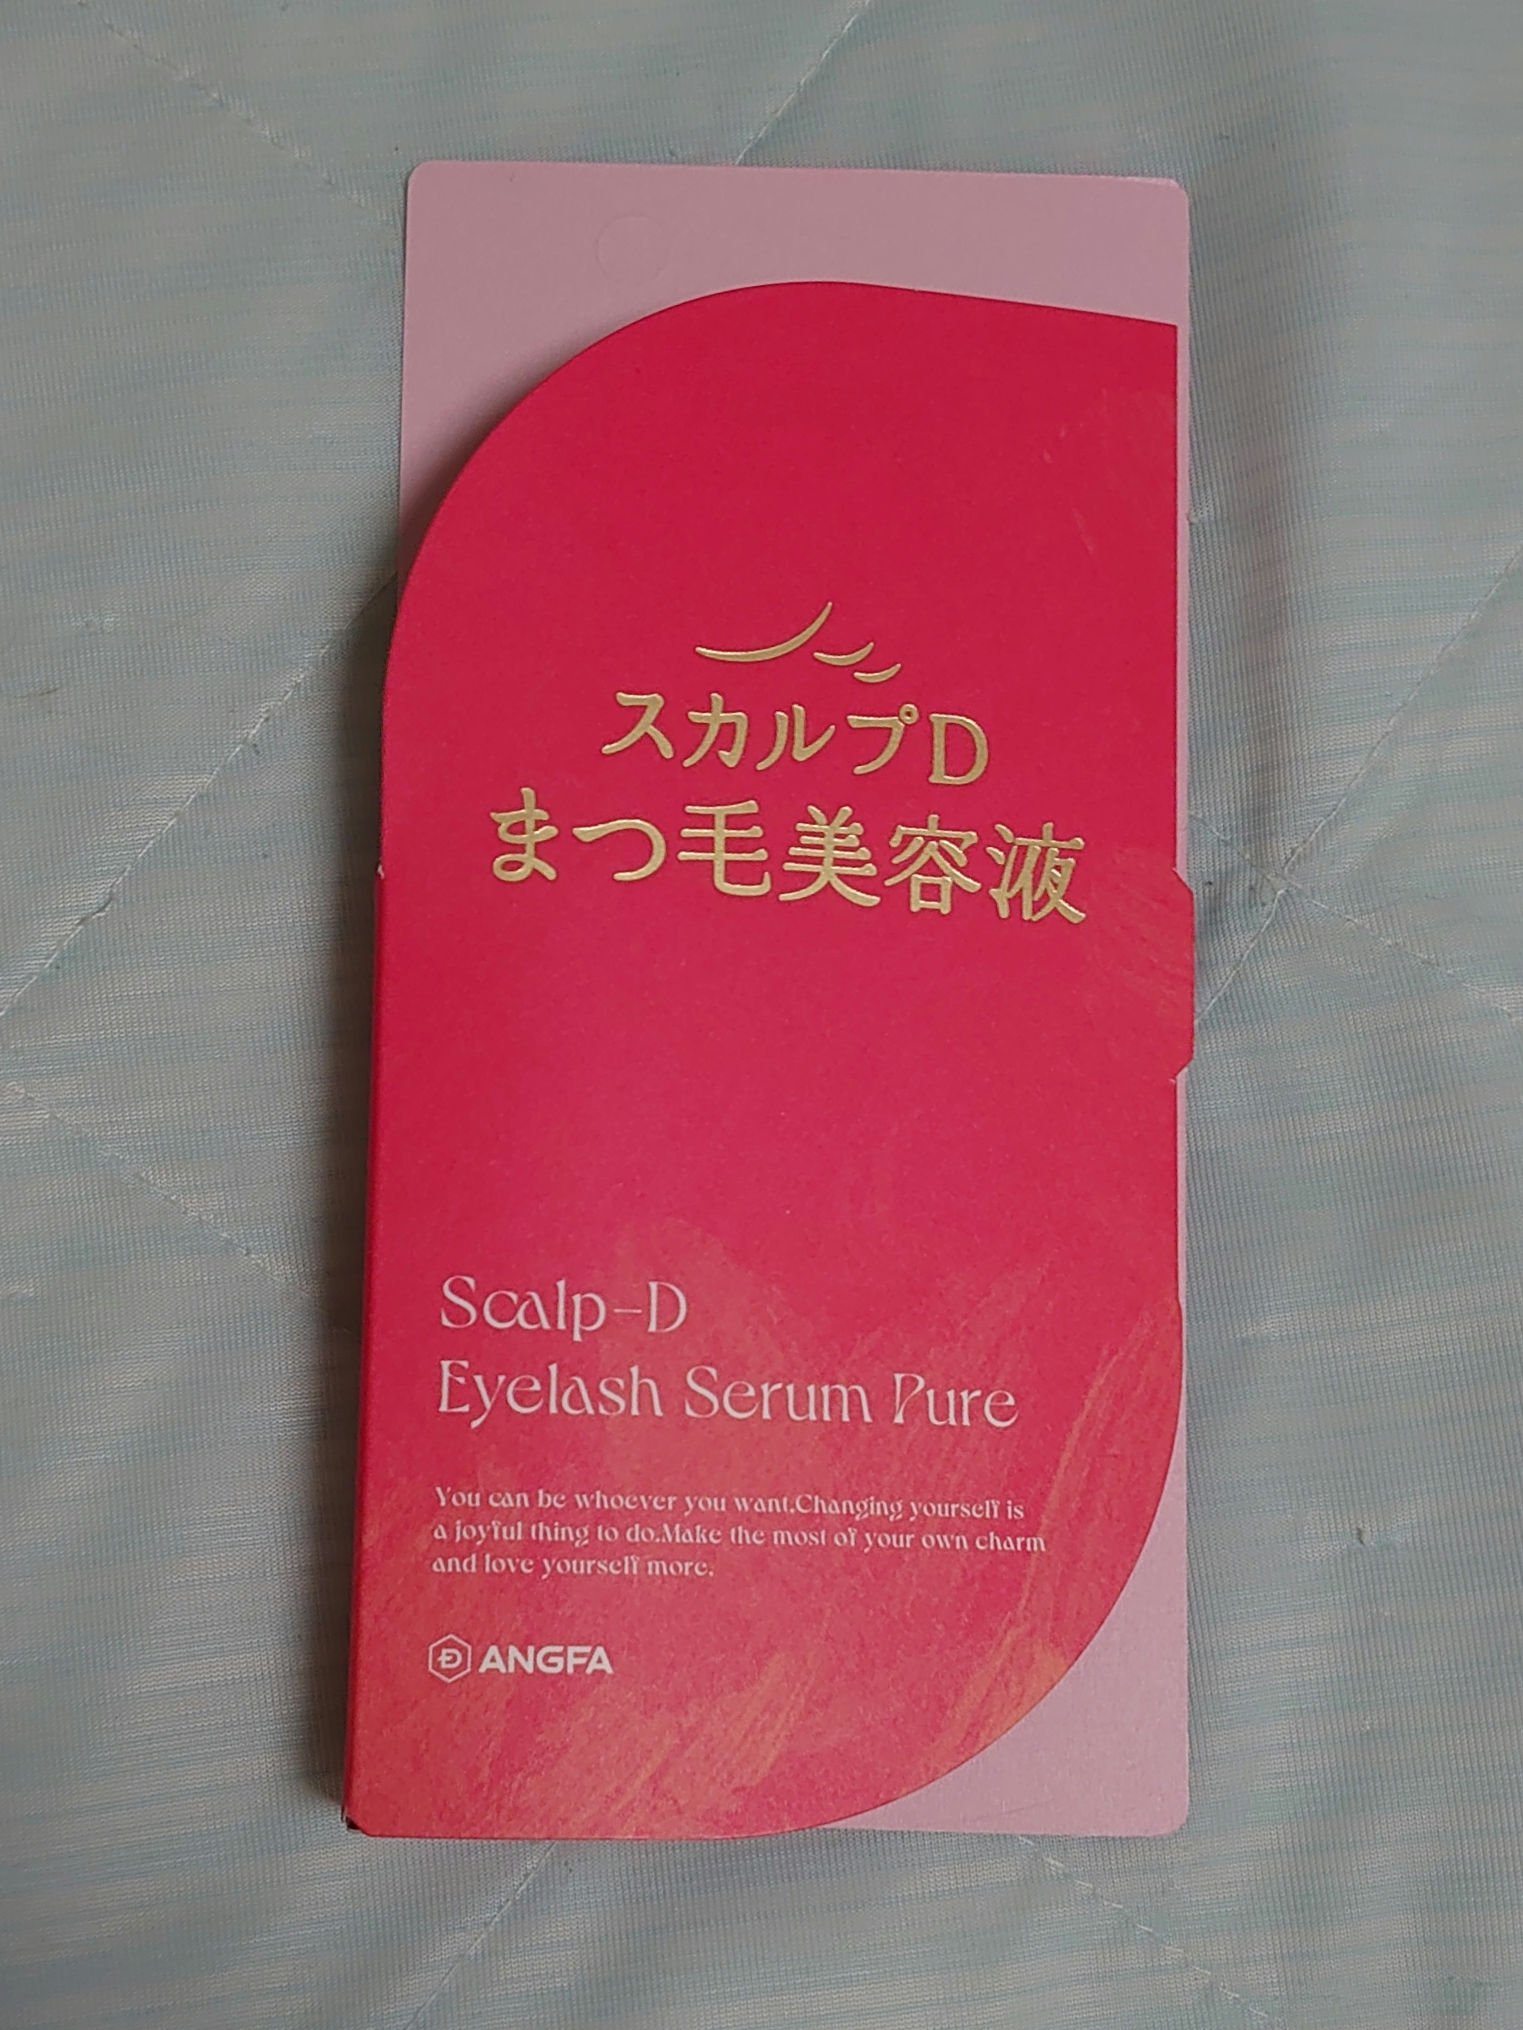 スカルプD
まつ毛美容液
Scalp-D
Eyelash Serum Pure
You can be whoever you want.Changing yourself is
a joyful thing to do.Make the most of your own charm
and love yourself more.
ANGFA